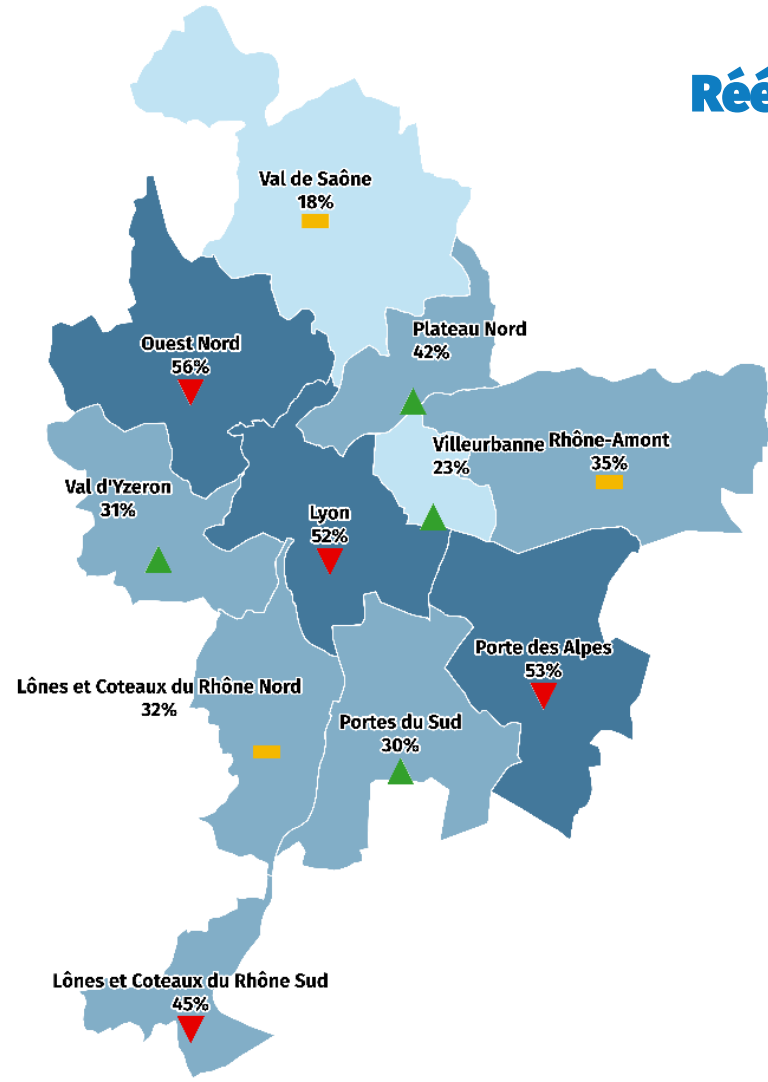 Réé
Val de Saône
18%
Plateau Nord
42%
Ouest Nord
56%
Villeurbanne
23%
Rhône-Amont
35%
Val d'Yzeron
31%
Lyon
52%
Porte des Alpes
53%
Lônes et Coteaux du Rhône Nord
32%
Portes du Sud
30%
Lônes et Coteaux du Rhône Sud
45%